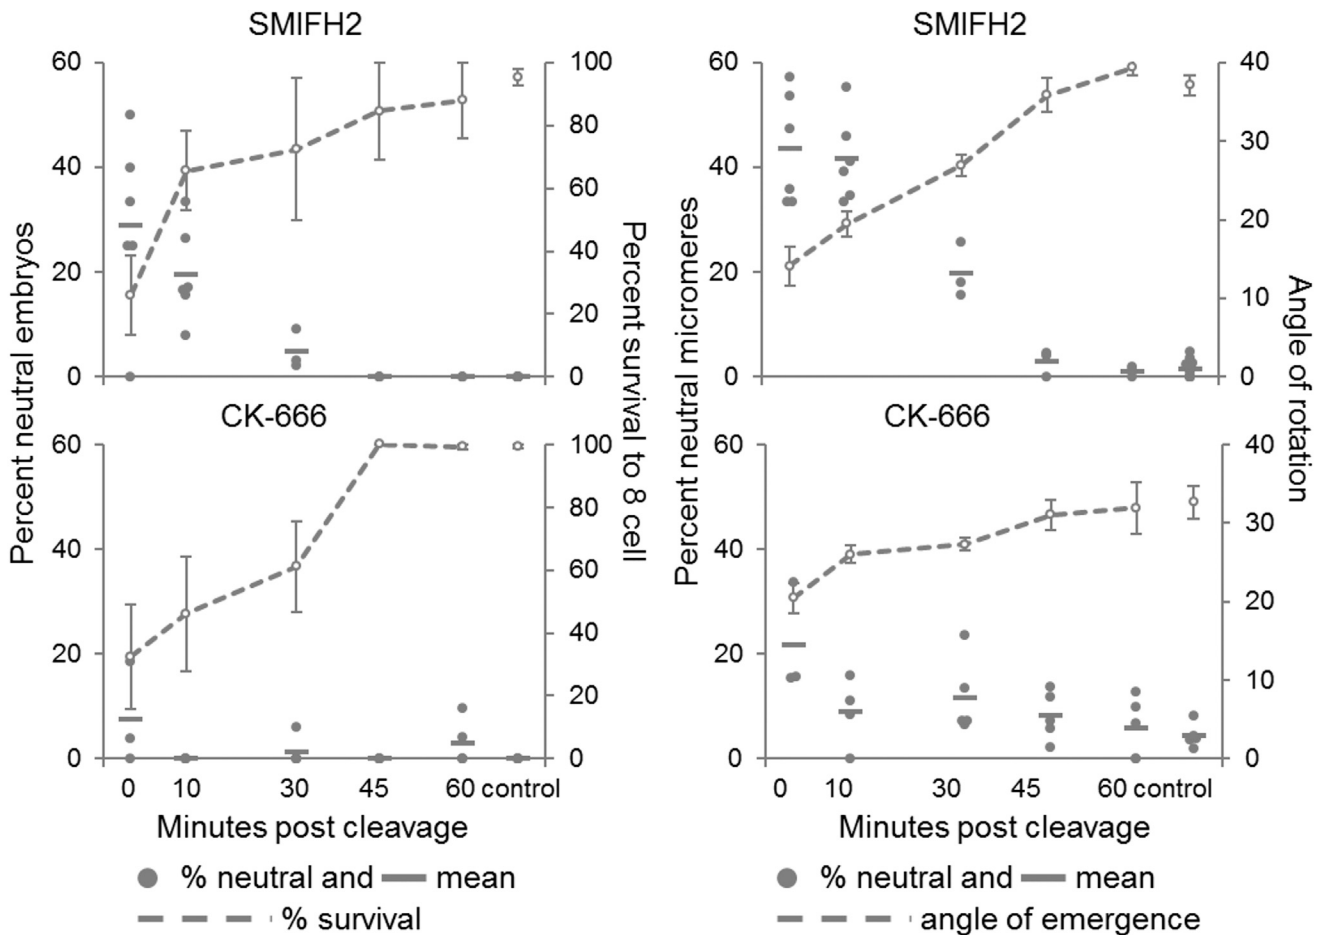 SMIFH2
SMIFH2
60
40
20
0
100
80
60
40
20
0
60
40
20
0
40
30
20
10
0
CK-666
CK-666
60
40
20
0
100
80
60
40
20
0
60
40
20
0
40
30
20
10
0
Percent neutral embryos
Percent survival to 8 cell
Percent neutral micromeres
Angle of rotation
0 10 30 45 60 control
0 10 30 45 60 control
Minutes post cleavage
Minutes post cleavage
% neutral and mean
% survival
% neutral and mean
angle of emergence